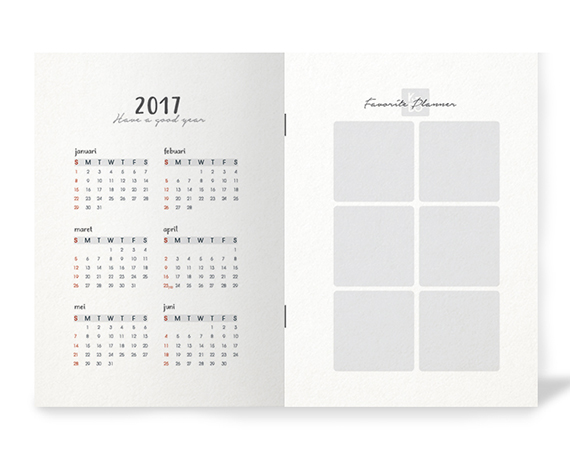 2017
Have a good year
januari
S M T W T F S
1 2 3 4 5 6 7
8 9 10 11 12 13 14
15 16 17 18 19 20 21
22 23 24 25 26 27 28
29 30 31
febuari
S M T W T F S
1 2 3 4
5 6 7 8 9 10 11
12 13 14 15 16 17 18
19 20 21 22 23 24 25
26 27 28
maret
S M T W T F S
1 2 3 4
5 6 7 8 9 10 11
12 13 14 15 16 17 18
19 20 21 22 23 24 25
26 27 28 29 30 31
april
S M T W T F S
1
2 3 4 5 6 7 8
9 10 11 12 13 14 15
16 17 18 19 20 21 22
23/30 24 25 26 27 28 29
mei
S M T W T F S
1 2 3 4 5 6
7 8 9 10 11 12 13
14 15 16 17 18 19 20
21 22 23 24 25 26 27
28 29 30 31
juni
S M T W T F S
1 2 3
4 5 6 7 8 9 10
11 12 13 14 15 16 17
18 19 20 21 22 23 24
25 26 27 28 29 30
Favorite Planner